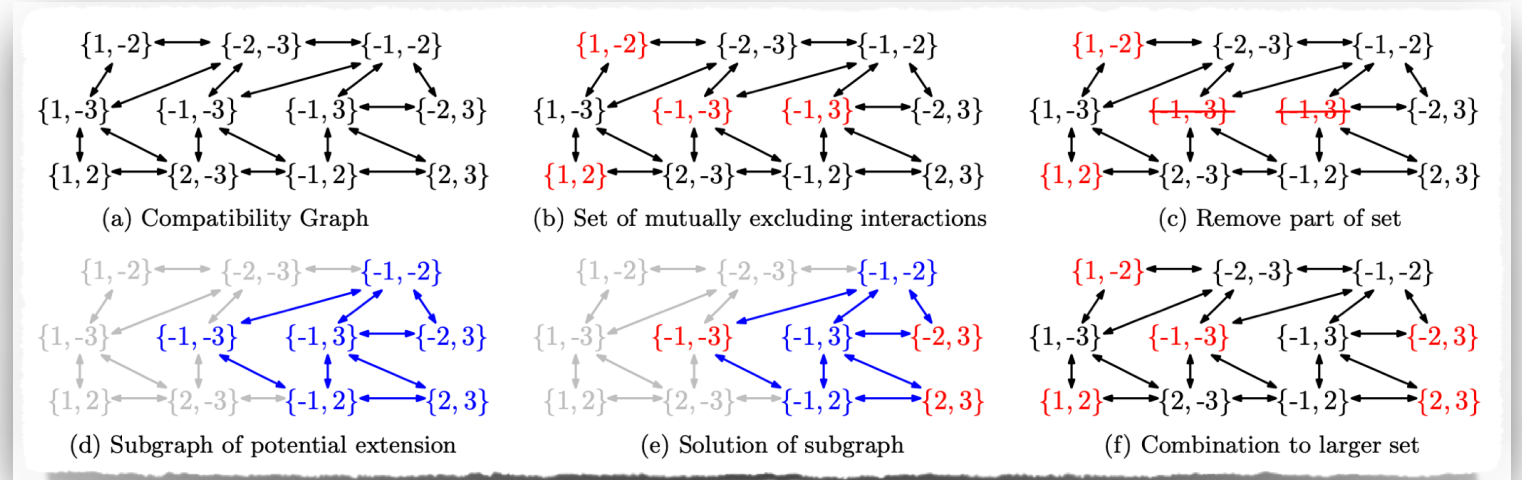 {1, -2} {-2, -3} {-1, -2}
{1, -3} {-1, -3} {-1, 3} {-2, 3}
{1, 2} {2, -3} {-1, 2} {2, 3}
(a) Compatibility Graph
{1, -2} {-2, -3} {-1, -2}
{1, -3} {-1, -3} {-1, 3} {-2, 3}
{1, 2} {2, -3} {-1, 2} {2, 3}
(b) Set of mutually excluding interactions
{1, -2} {-2, -3} {-1, -2}
{1, -3} {-1, -3} {-1, 3} {-2, 3}
{1, 2} {2, -3} {-1, 2} {2, 3}
(c) Remove part of set
{1, -2} {-2, -3} {-1, -2}
{1, -3} {-1, -3} {-1, 3} {-2, 3}
{1, 2} {2, -3} {-1, 2} {2, 3}
(d) Subgraph of potential extension
{1, -2} {-2, -3} {-1, -2}
{1, -3} {-1, -3} {-1, 3} {-2, 3}
{1, 2} {2, -3} {-1, 2} {2, 3}
(e) Solution of subgraph
{1, -2} {-2, -3} {-1, -2}
{1, -3} {-1, -3} {-1, 3} {-2, 3}
{1, 2} {2, -3} {-1, 2} {2, 3}
(f) Combination to larger set